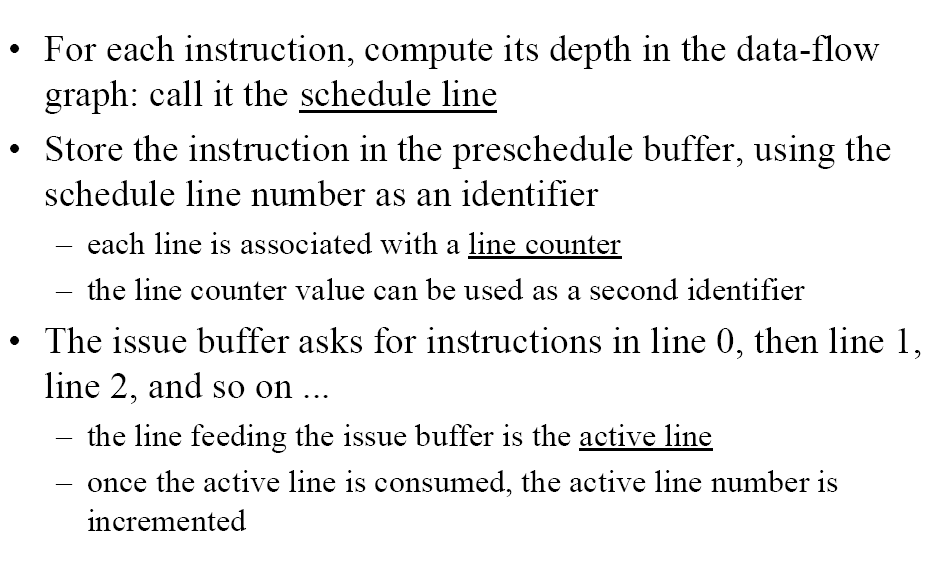 • For each instruction, compute its depth in the data-flow
graph: call it the schedule line
• Store the instruction in the preschedule buffer, using the
schedule line number as an identifier
– each line is associated with a line counter
– the line counter value can be used as a second identifier
• The issue buffer asks for instructions in line 0, then line 1,
line 2, and so on ...
– the line feeding the issue buffer is the active line
– once the active line is consumed, the active line number is
incremented